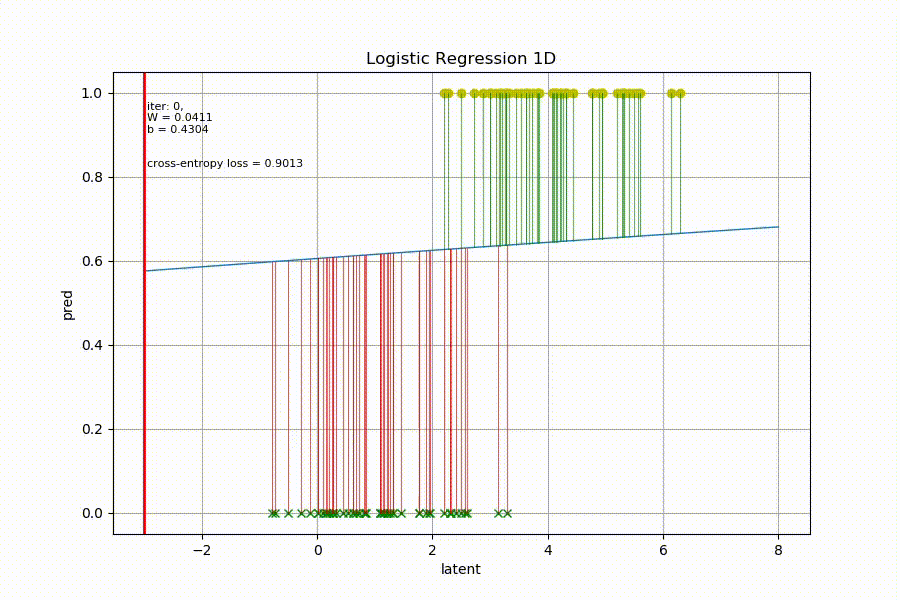 Logistic Regression 1D
1.0
iter: 0,
W = 0.0411
b = 0.4304
cross-entropy loss = 0.9013
0.8
0.6
pred
0.4
0.2
0.0
−2 0 2 4 6 8
latent